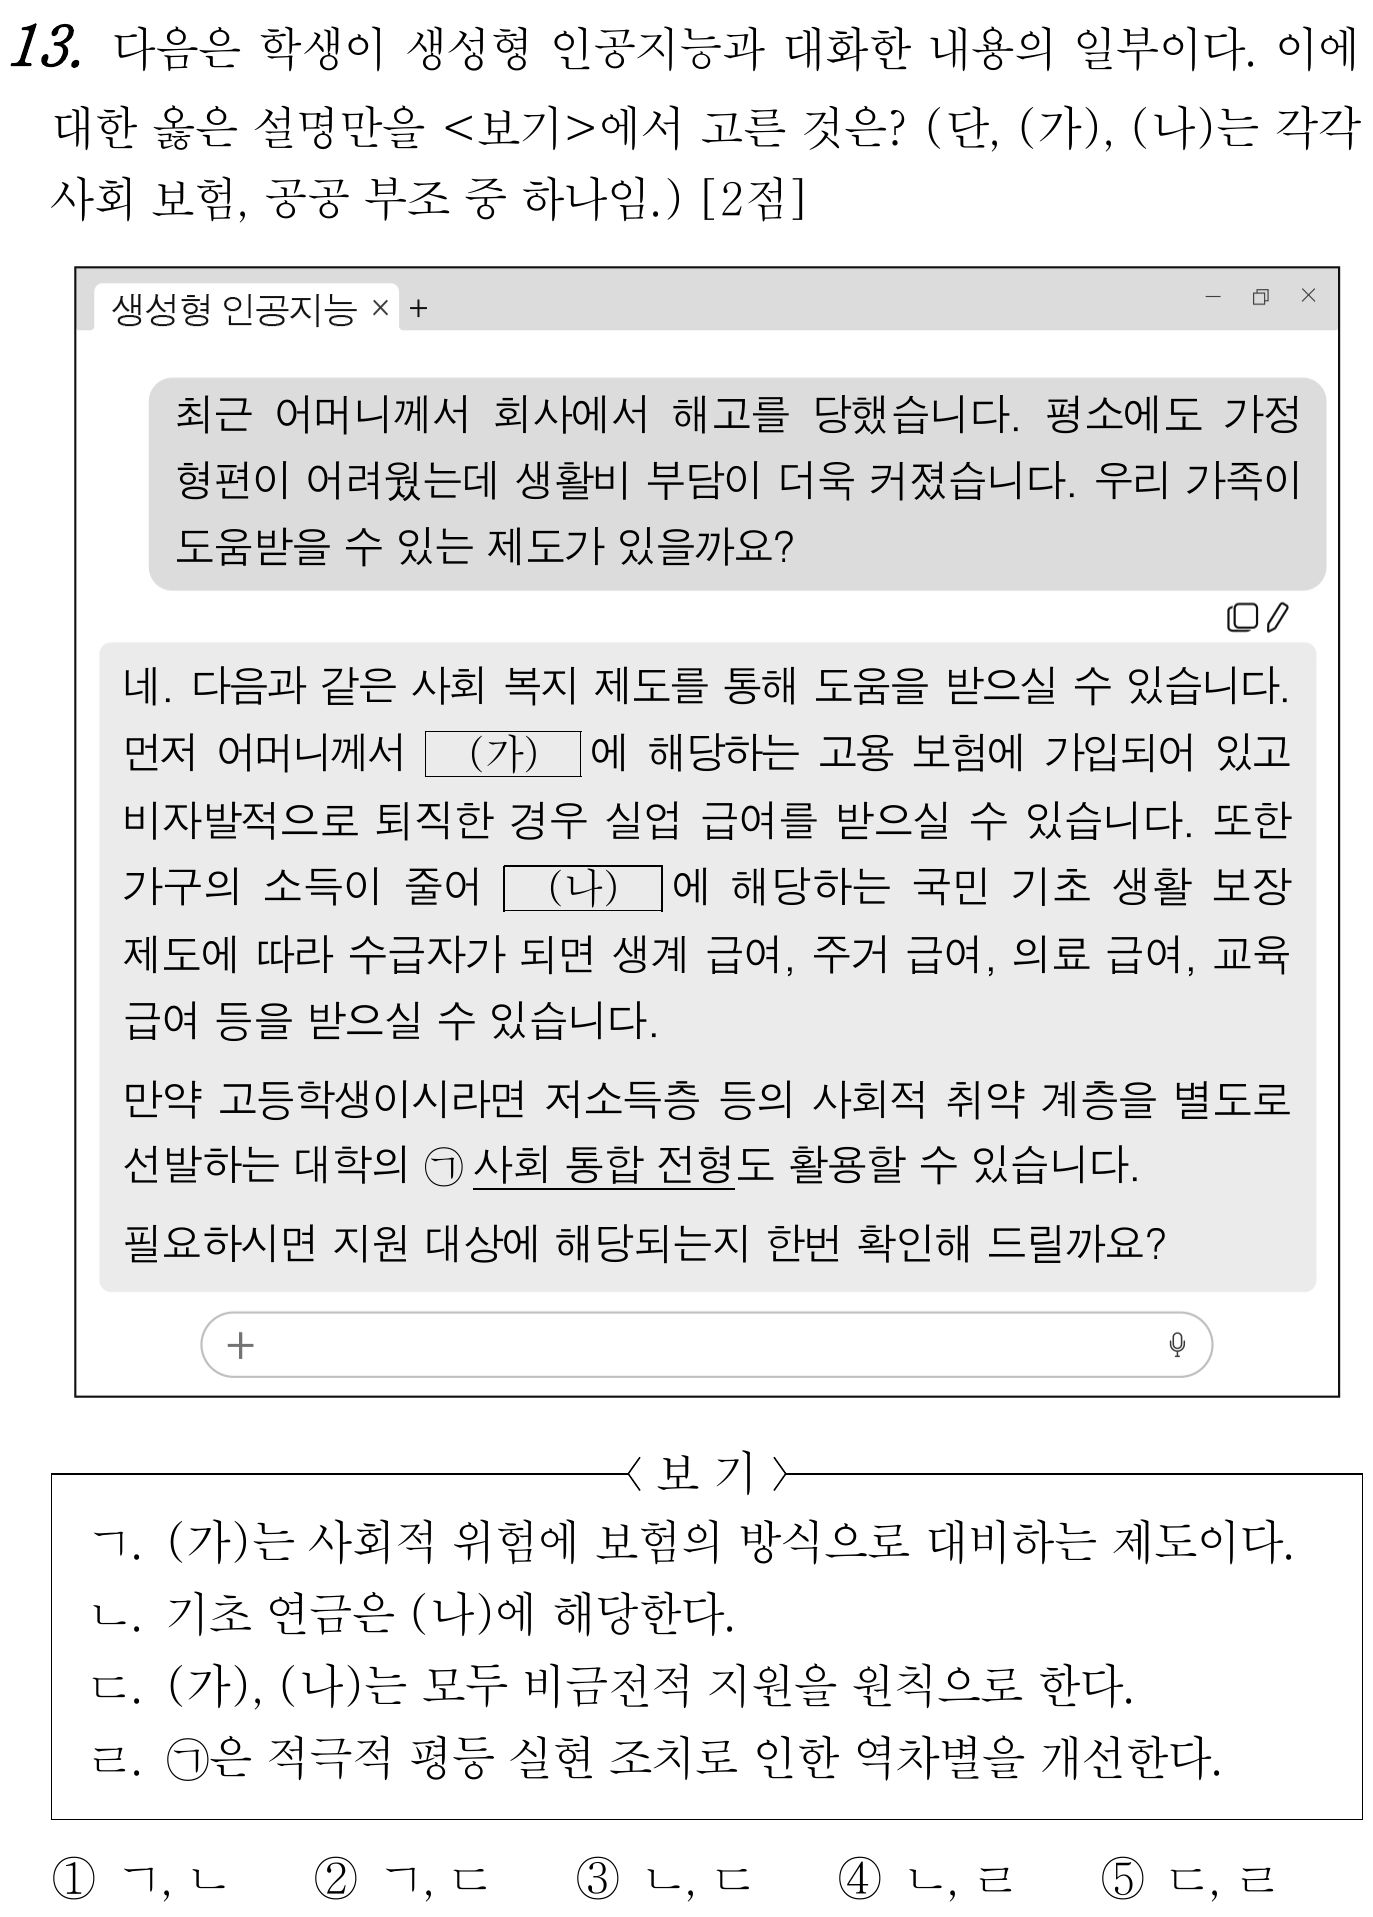 13. 다음은 학생이 생성형 인공지능과 대화한 내용의 일부이다. 이에
대한 옳은 설명만을 <보기>에서 고른 것은? (단, (가), (나)는 각각
사회 보험, 공공 부조 중 하나임.) [2점]
생성형 인공지능 × +
최근 어머니께서 회사에서 해고를 당했습니다. 평소에도 가정
형편이 어려웠는데 생활비 부담이 더욱 커졌습니다. 우리 가족이
도움받을 수 있는 제도가 있을까요?
네. 다음과 같은 사회 복지 제도를 통해 도움을 받으실 수 있습니다.
먼저 어머니께서 (가) 에 해당하는 고용 보험에 가입되어 있고
비자발적으로 퇴직한 경우 실업 급여를 받으실 수 있습니다. 또한
가구의 소득이 줄어 (나) 에 해당하는 국민 기초 생활 보장
제도에 따라 수급자가 되면 생계 급여, 주거 급여, 의료 급여, 교육
급여 등을 받으실 수 있습니다.
만약 고등학생이시라면 저소득층 등의 사회적 취약 계층을 별도로
선발하는 대학의 ㉠ 사회 통합 전형도 활용할 수 있습니다.
필요하시면 지원 대상에 해당되는지 한번 확인해 드릴까요?
+
〈 보 기 〉
ㄱ. (가)는 사회적 위험에 보험의 방식으로 대비하는 제도이다.
ㄴ. 기초 연금은 (나)에 해당한다.
ㄷ. (가), (나)는 모두 비금전적 지원을 원칙으로 한다.
ㄹ. ㉠은 적극적 평등 실현 조치로 인한 역차별을 개선한다.
① ㄱ, ㄴ ② ㄱ, ㄷ ③ ㄴ, ㄷ ④ ㄴ, ㄹ ⑤ ㄷ, ㄹ